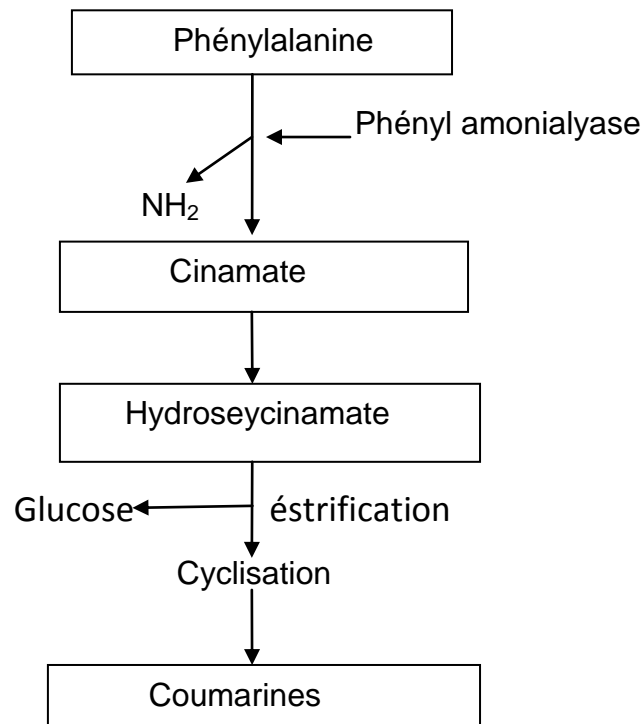 Phénylalanine
Phényl amonialyase
NH₂
Cinamate
Hydroseycinamate
Glucose
éstrification
Cyclisation
Coumarines